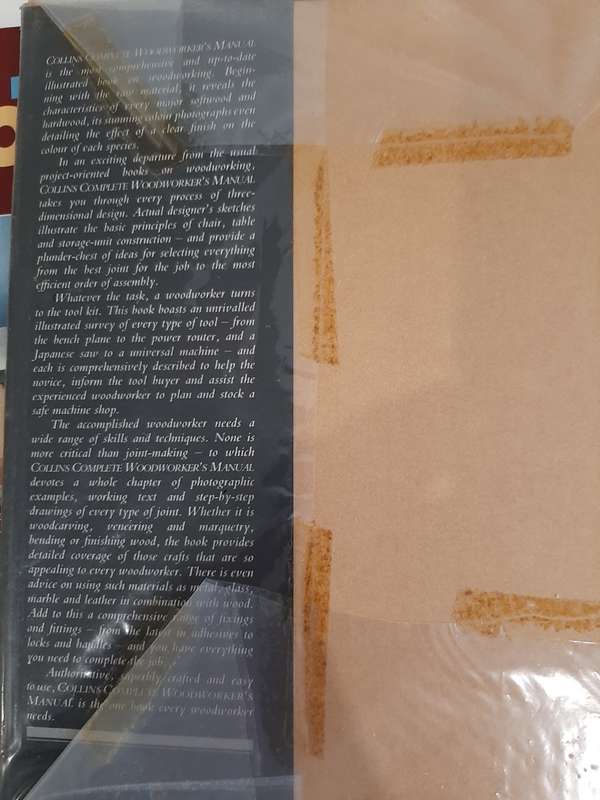 COLLINS COMPLETE WOODWORKER'S MANUAL
is the most comprehensive and up-to-date
illustrated book on woodworking. Begin-
ning with the raw material, it reveals the
characteristics of every major softwood and
hardwood, its stunning colour photographs even
detailing the effect of a clear finish on the
colour of each species.
In an exciting departure from the usual
project-oriented books on woodworking,
COLLINS COMPLETE WOODWORKER'S MANUAL
takes you through every process of three-
dimensional design. Actual designer's sketches
illustrate the basic principles of chair, table
and storage-unit construction – and provide a
plunder-chest of ideas for selecting everything
from the best joint for the job to the most
efficient order of assembly.
Whatever the task, a woodworker turns
to the tool kit. This book boasts an unrivalled
illustrated survey of every type of tool – from
the bench plane to the power router, and a
Japanese saw to a universal machine – and
each is comprehensively described to help the
novice, inform the tool buyer and assist the
experienced woodworker to plan and stock a
safe machine shop.
The accomplished woodworker needs a
wide range of skills and techniques. None is
more critical than joint-making – to which
COLLINS COMPLETE WOODWORKER'S MANUAL
devotes a whole chapter of photographic
examples, working text and step-by-step
drawings of every type of joint. Whether it is
woodcarving, veneering and marquetry,
bending or finishing wood, the book provides
detailed coverage of those crafts that are so
appealing to every woodworker. There is even
advice on using such materials as metal, glass,
marble and leather in combination with wood.
Add to this a comprehensive range of fixings
and fittings – from the latest in adhesives to
locks and handles – and you have everything
you need to complete the job.
Authoritative, superbly crafted and easy
to use, COLLINS COMPLETE WOODWORKER'S
MANUAL is the one book every woodworker
needs.